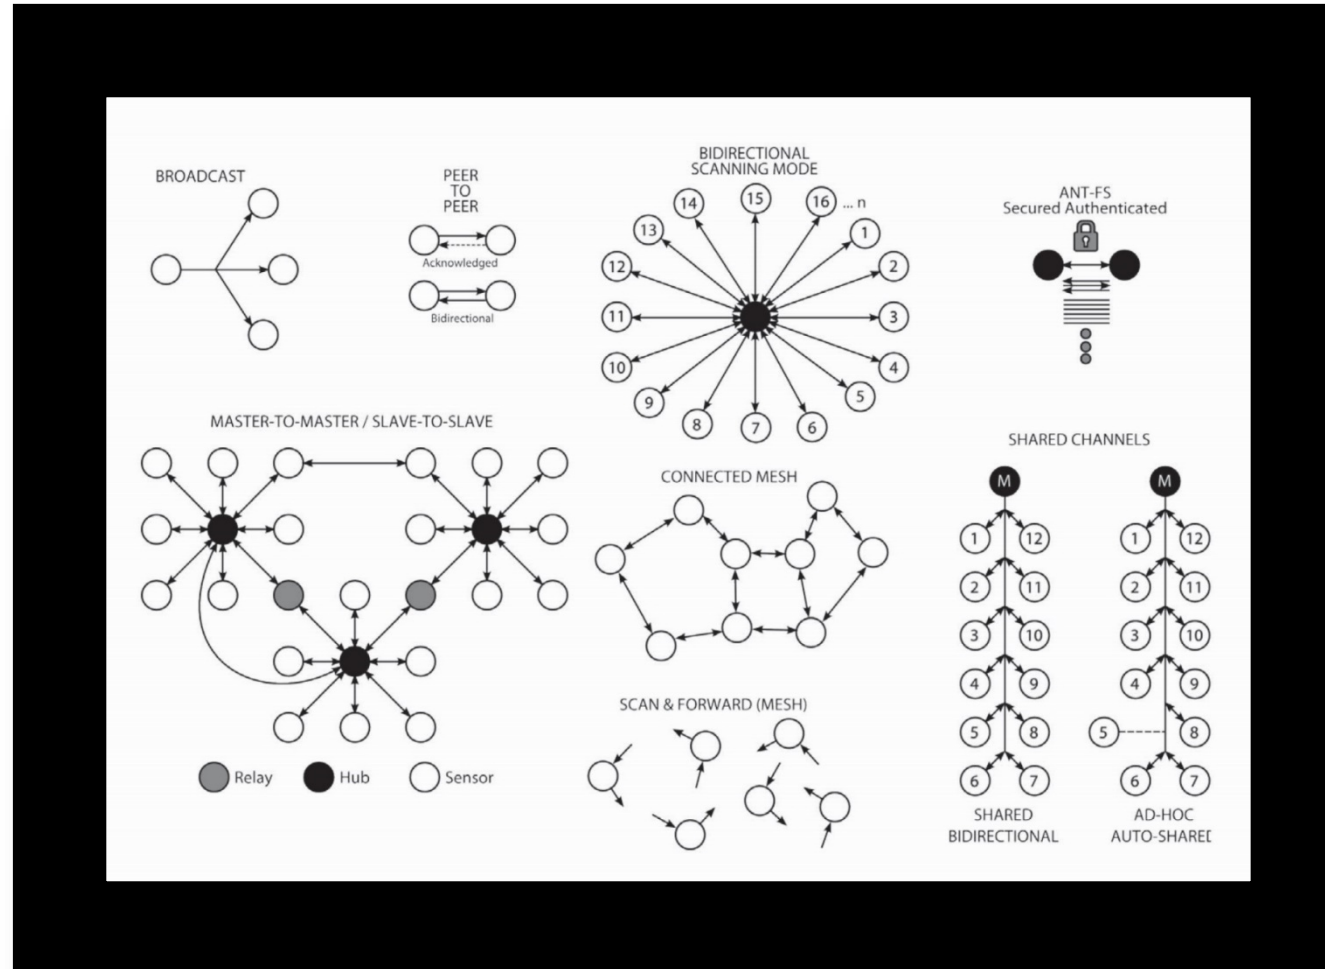 BROADCAST
PEER
TO
PEER
Acknowledged
Bidirectional
BIDIRECTIONAL
SCANNING MODE
14
15
16 ... n
13
1
12
2
11
3
10
4
9
5
8
7
6
ANT-FS
Secured Authenticated
MASTER-TO-MASTER / SLAVE-TO-SLAVE
Relay
Hub
Sensor
CONNECTED MESH
SCAN & FORWARD (MESH)
SHARED CHANNELS
M
1
12
2
11
3
10
4
9
5
8
6
7
SHARED
BIDIRECTIONAL
M
1
12
2
11
3
10
4
9
5
8
6
7
AD-HOC
AUTO-SHARED